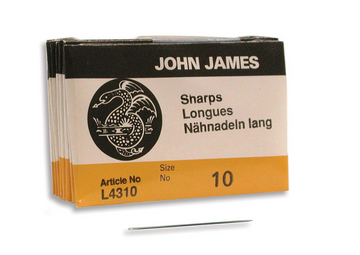 JOHN JAMES
Sharps
Longues
Nähnadeln lang
Article No
L4310
Size
No
10